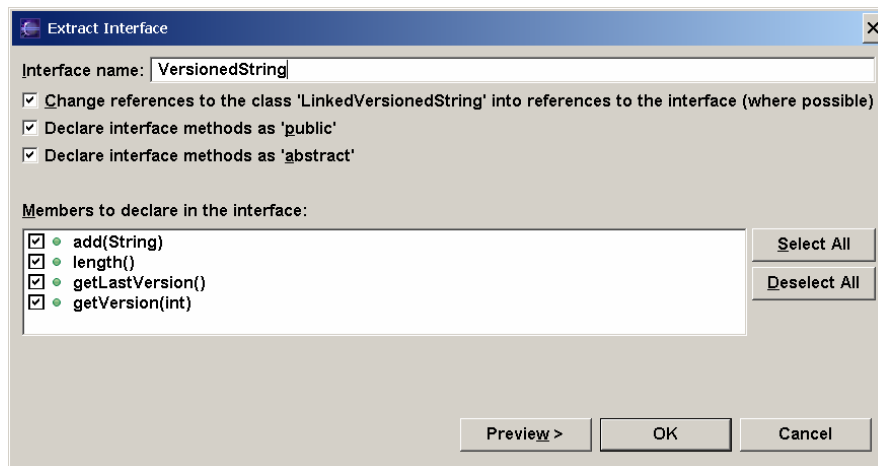 Extract Interface
Interface name: VersionedString
Change references to the class 'LinkedVersionedString' into references to the interface (where possible)
Declare interface methods as 'public'
Declare interface methods as 'abstract'
Members to declare in the interface:
add(String)
length()
getLastVersion()
getVersion(int)
Select All
Deselect All
Preview >
OK
Cancel